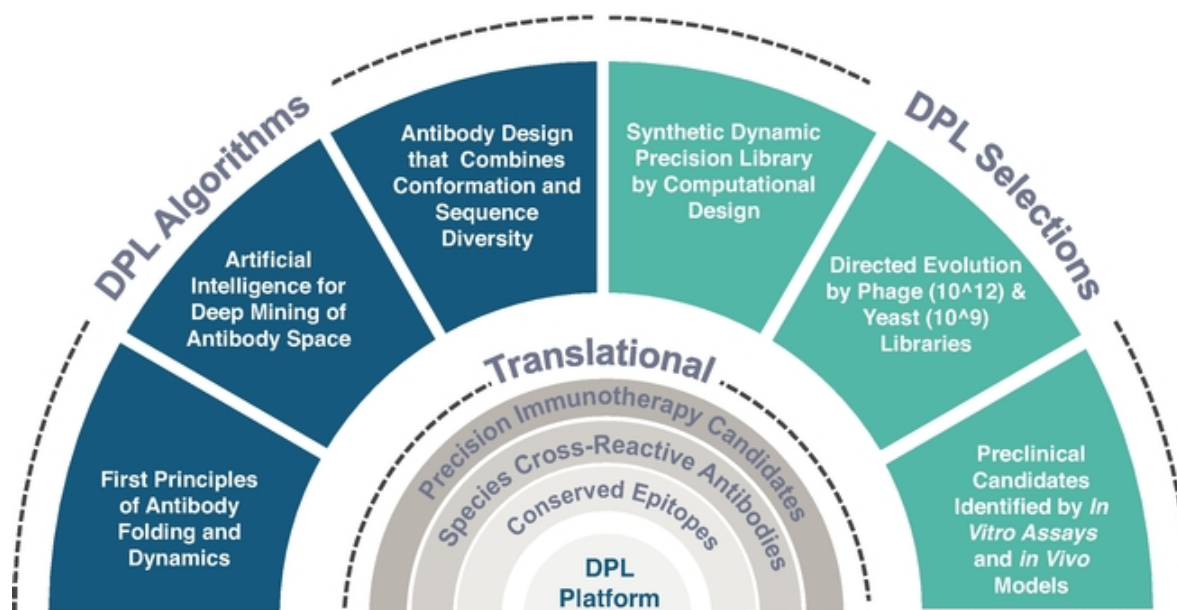 DPL Algorithms
First Principles
of Antibody
Folding and
Dynamics
Artificial
Intelligence for
Deep Mining of
Antibody Space
Antibody Design
that Combines
Conformation and
Sequence
Diversity
DPL Selections
Synthetic Dynamic
Precision Library
by Computational
Design
Directed Evolution
by Phage (10^12) &
Yeast (10^9)
Libraries
Preclinical
Candidates
Identified by In
Vitro Assays
and in Vivo
Models
Translational
Precision Immunotherapy Candidates
Species Cross-Reactive Antibodies
Conserved Epitopes
DPL
Platform